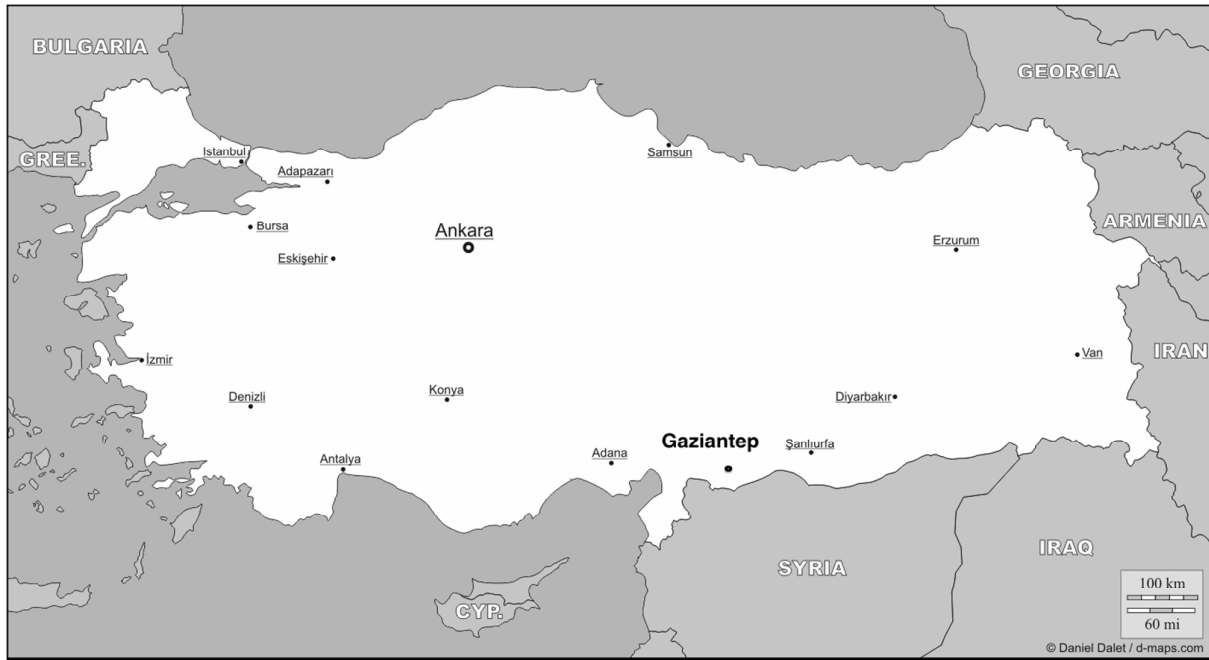 BULGARIA
GEORGIA
GREE.
Istanbul
Samsun
Adapazarı
ARMENIA
Bursa
Ankara
Erzurum
Eskişehir
İzmir
Van
IRAN
Denizli
Konya
Diyarbakır
Gaziantep
Şanlıurfa
Antalya
Adana
IRAQ
SYRIA
CYP.
100 km
60 mi
© Daniel Dalet / d-maps.com